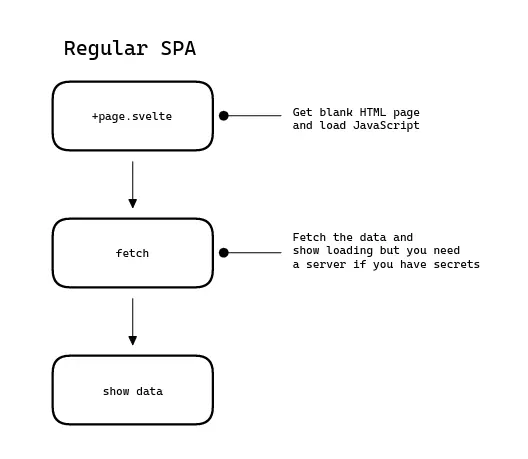 Regular SPA
+page.svelte
Get blank HTML page
and load JavaScript
fetch
Fetch the data and
show loading but you need
a server if you have secrets
show data